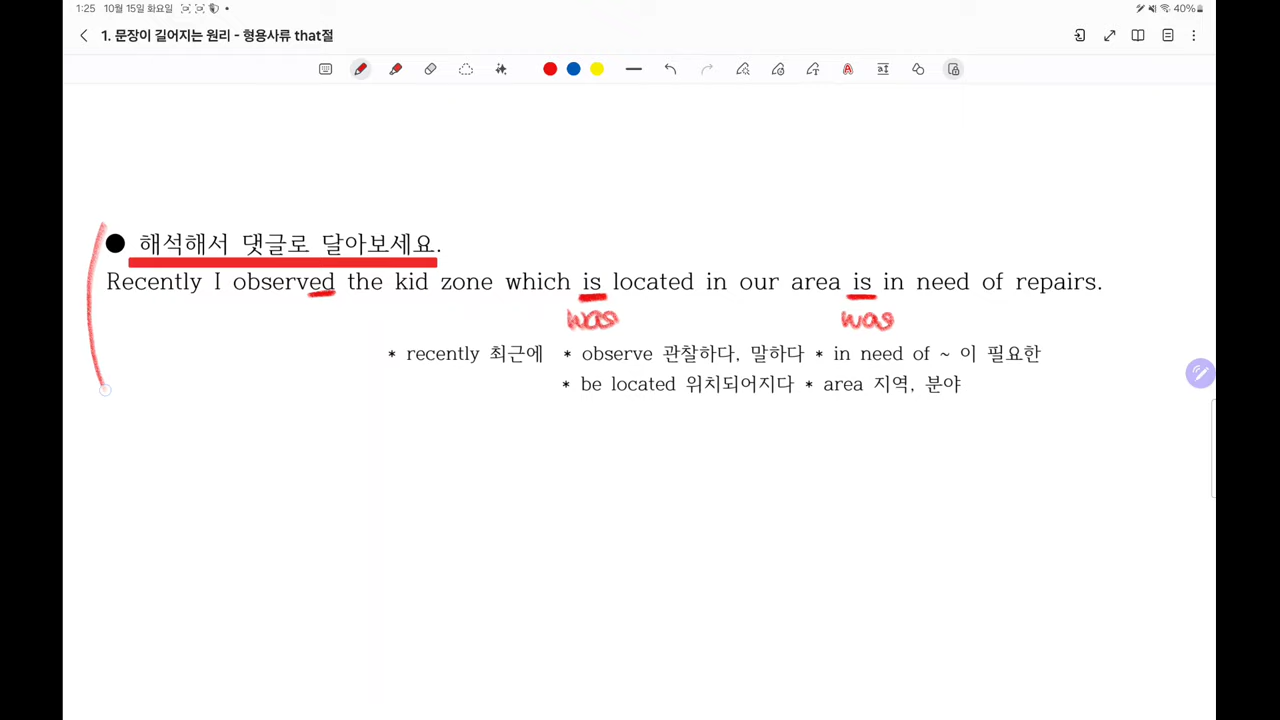 1:25 10월 15일 화요일 40%
1. 문장이 길어지는 원리 - 형용사류 that절
● 해석해서 댓글로 달아보세요.
Recently I observed the kid zone which is located in our area is in need of repairs.
was was
* recently 최근에 * observe 관찰하다, 말하다 * in need of ~ 이 필요한
* be located 위치되어지다 * area 지역, 분야